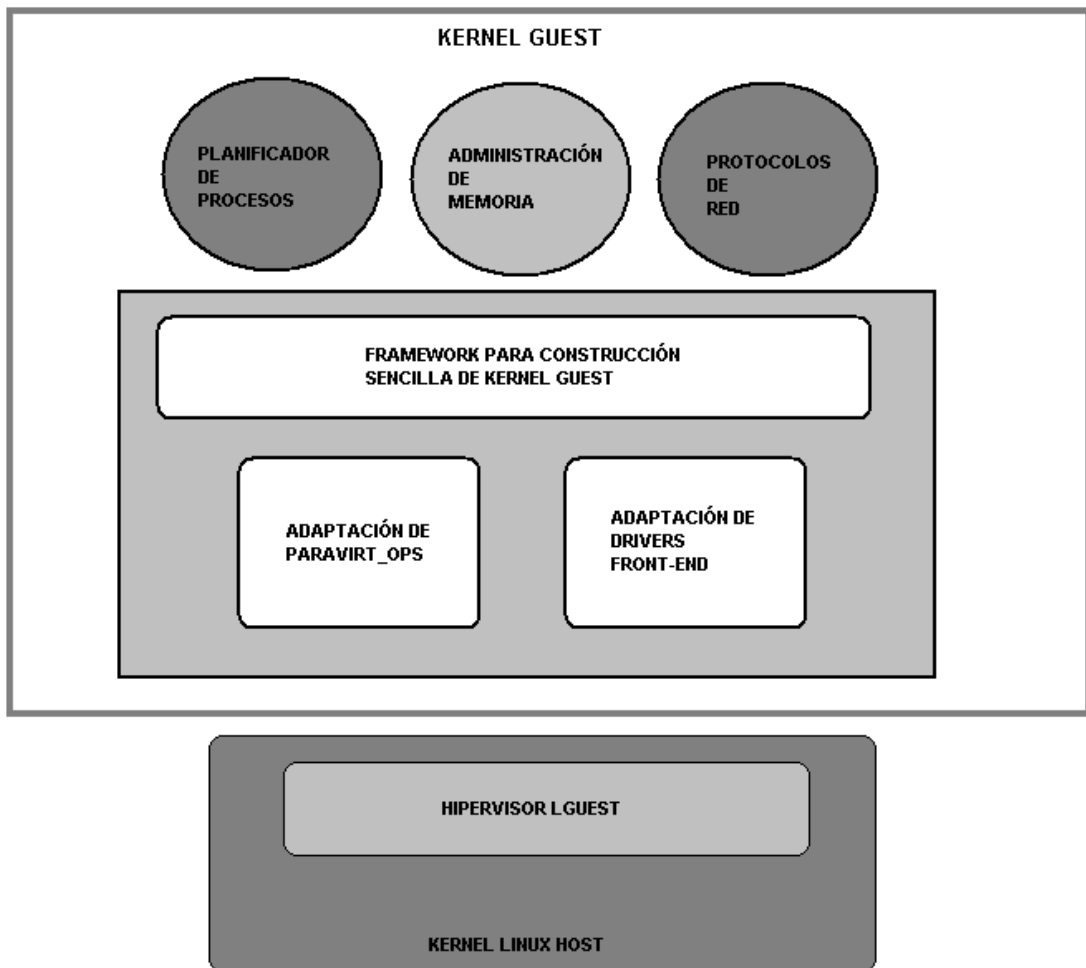 KERNEL GUEST
PLANIFICADOR
DE
PROCESOS
ADMINISTRACIÓN
DE
MEMORIA
PROTOCOLOS
DE
RED
FRAMEWORK PARA CONSTRUCCIÓN
SENCILLA DE KERNEL GUEST
ADAPTACIÓN DE
PARAVIRT_OPS
ADAPTACIÓN DE
DRIVERS
FRONT-END
HIPERVISOR LGUEST
KERNEL LINUX HOST